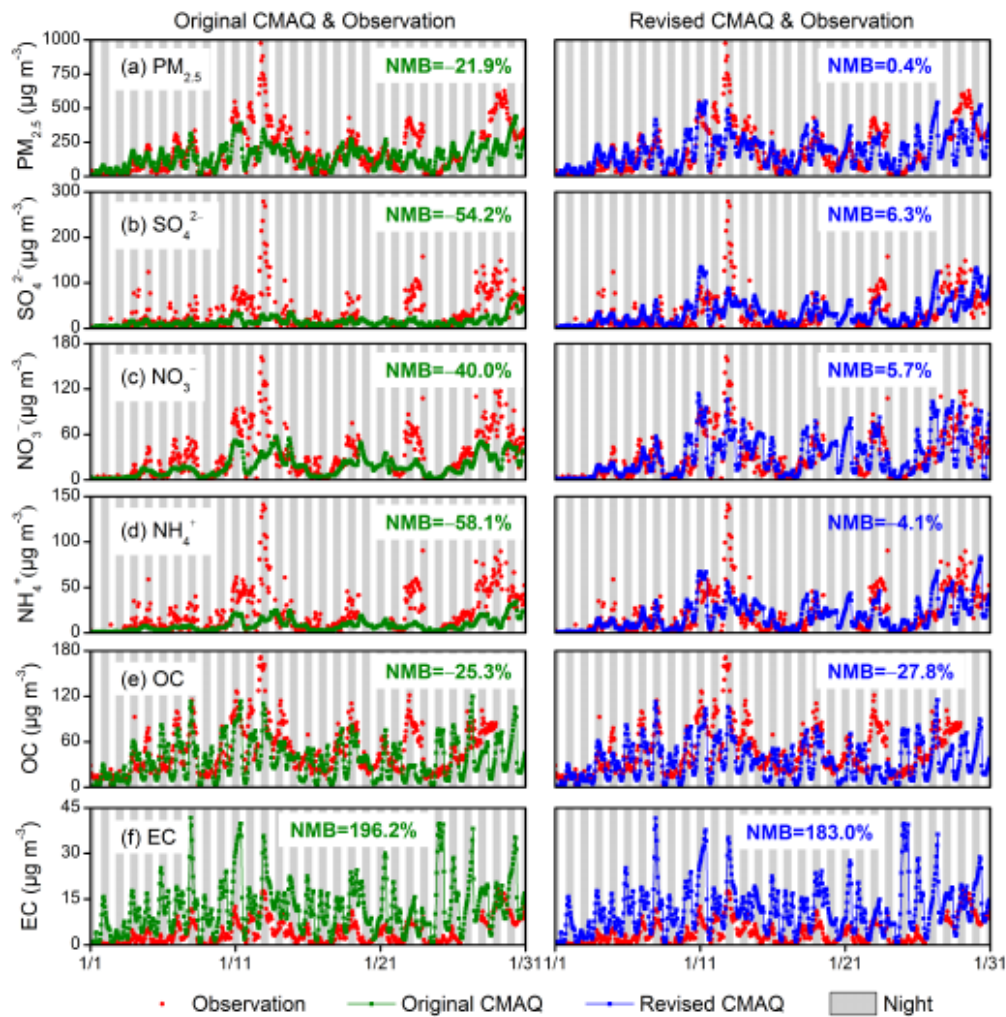 Original CMAQ & Observation
Revised CMAQ & Observation
1000
750
500
250
0
PM2.5 (µg m⁻³)
(a) PM2.5
NMB=−21.9%
NMB=0.4%
300
200
100
0
SO4²⁻(µg m⁻³)
(b) SO4²⁻
NMB=−54.2%
NMB=6.3%
180
120
60
0
NO3⁻(µg m⁻³)
(c) NO3⁻
NMB=−40.0%
NMB=5.7%
150
100
50
0
NH4⁺(µg m⁻³)
(d) NH4⁺
NMB=−58.1%
NMB=−4.1%
180
120
60
0
OC (µg m⁻³)
(e) OC
NMB=−25.3%
NMB=−27.8%
45
30
15
0
EC (µg m⁻³)
(f) EC
NMB=196.2%
NMB=183.0%
1/1 1/11 1/21 1/31 1/1 1/11 1/21 1/31
Observation Original CMAQ Revised CMAQ Night